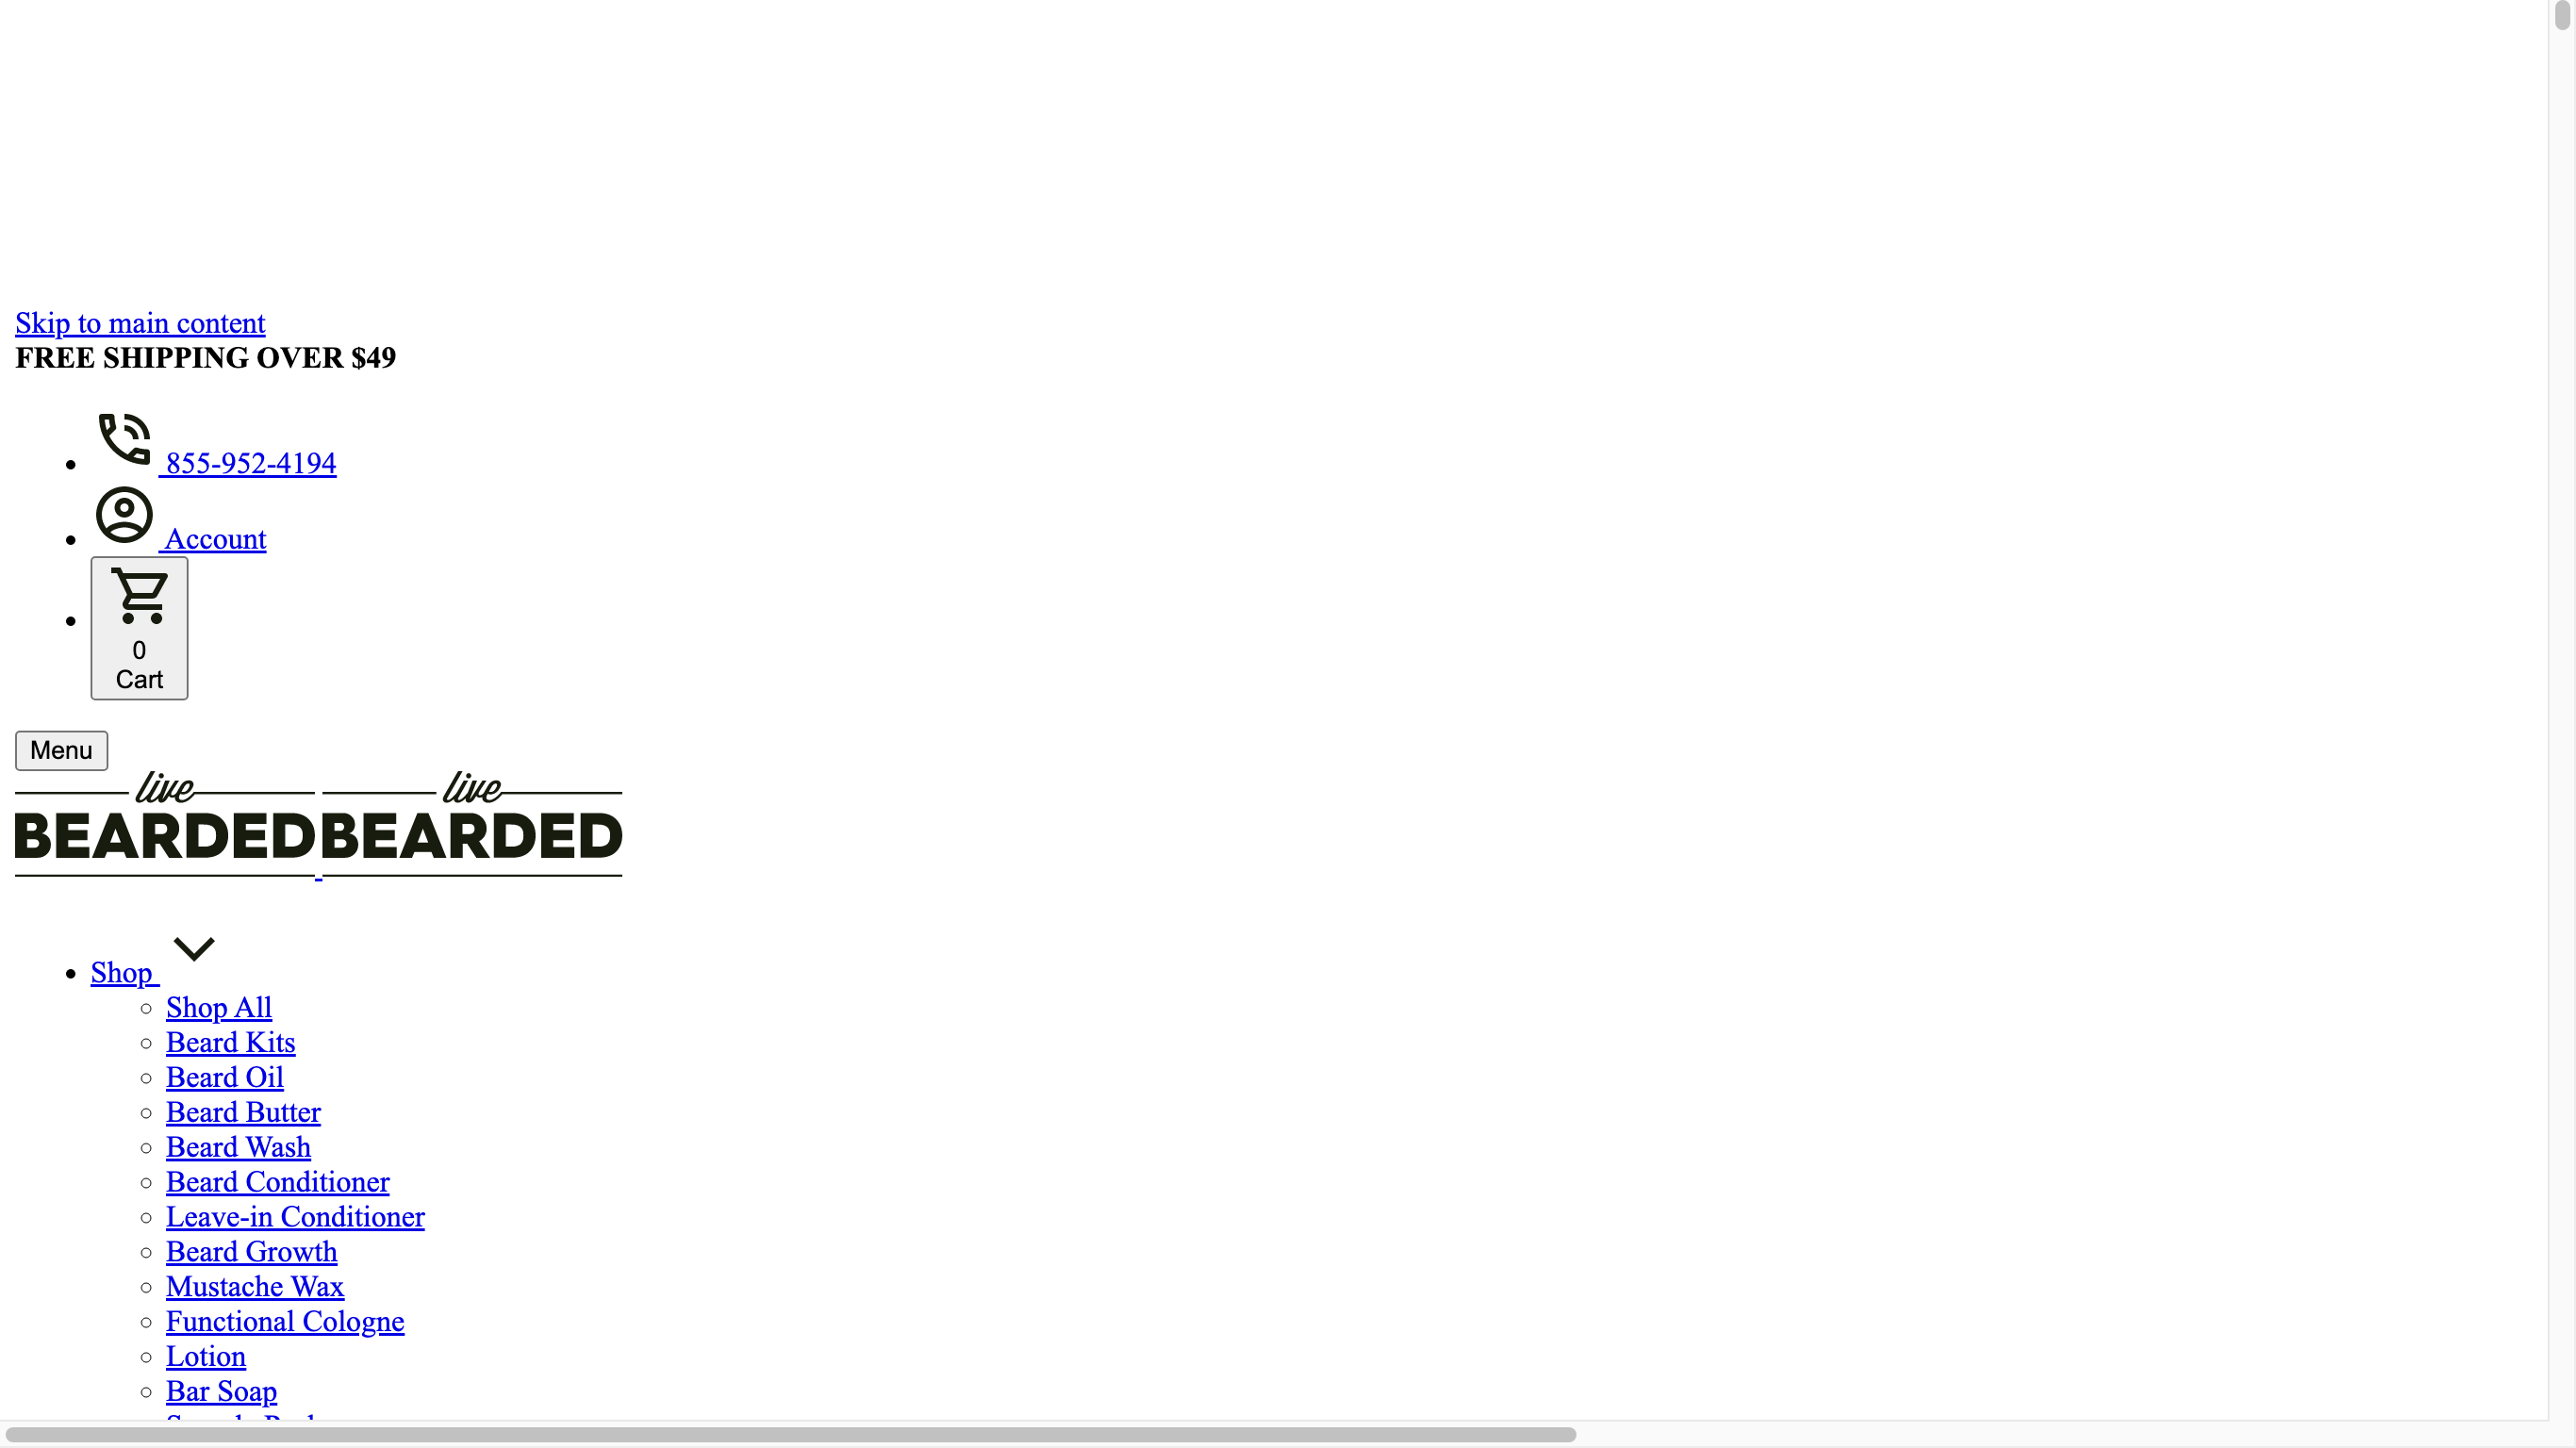 Skip to main content
FREE SHIPPING OVER $49
855-952-4194
Account
0
Cart
Menu
live live
BEARDED BEARDED
Shop
Shop All
Beard Kits
Beard Oil
Beard Butter
Beard Wash
Beard Conditioner
Leave-in Conditioner
Beard Growth
Mustache Wax
Functional Cologne
Lotion
Bar Soap